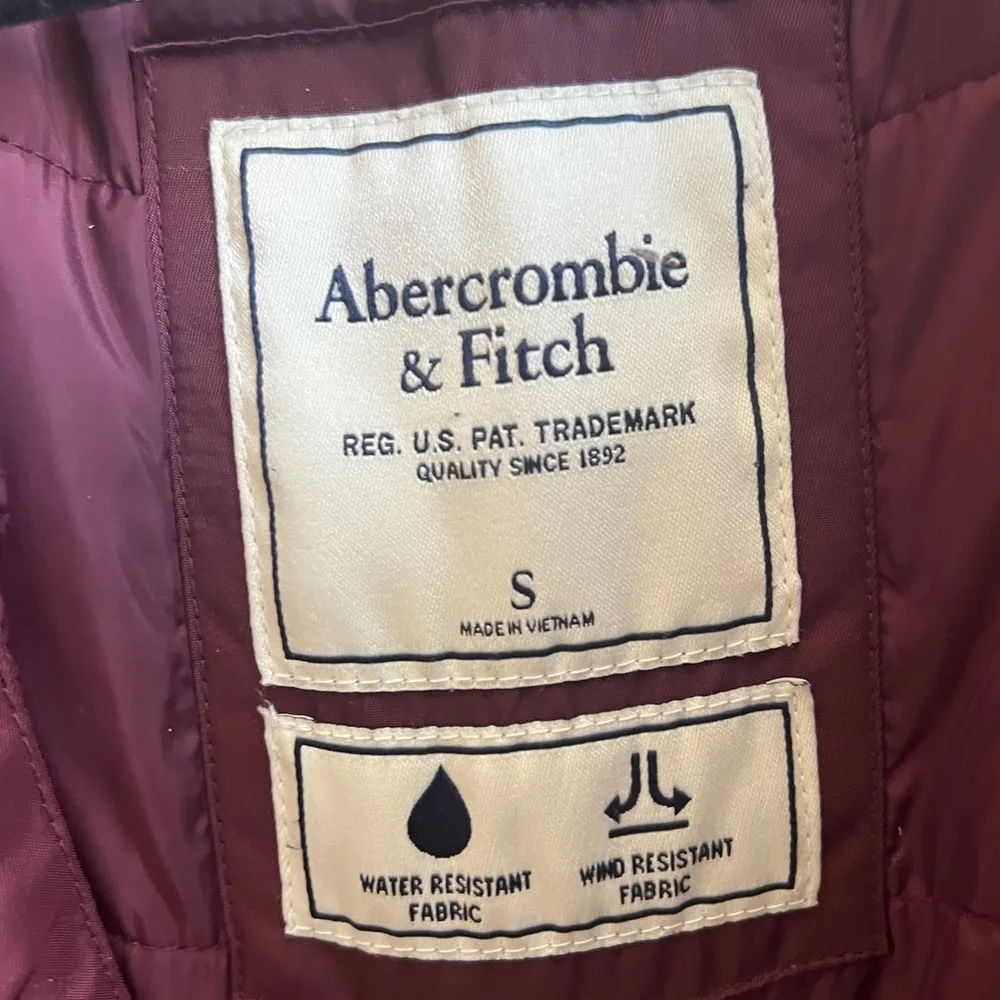 Abercrombie
& Fitch
REG. U.S. PAT. TRADEMARK
QUALITY SINCE 1892
S
MADE IN VIETNAM
WATER RESISTANT
FABRIC
WIND RESISTANT
FABRIC